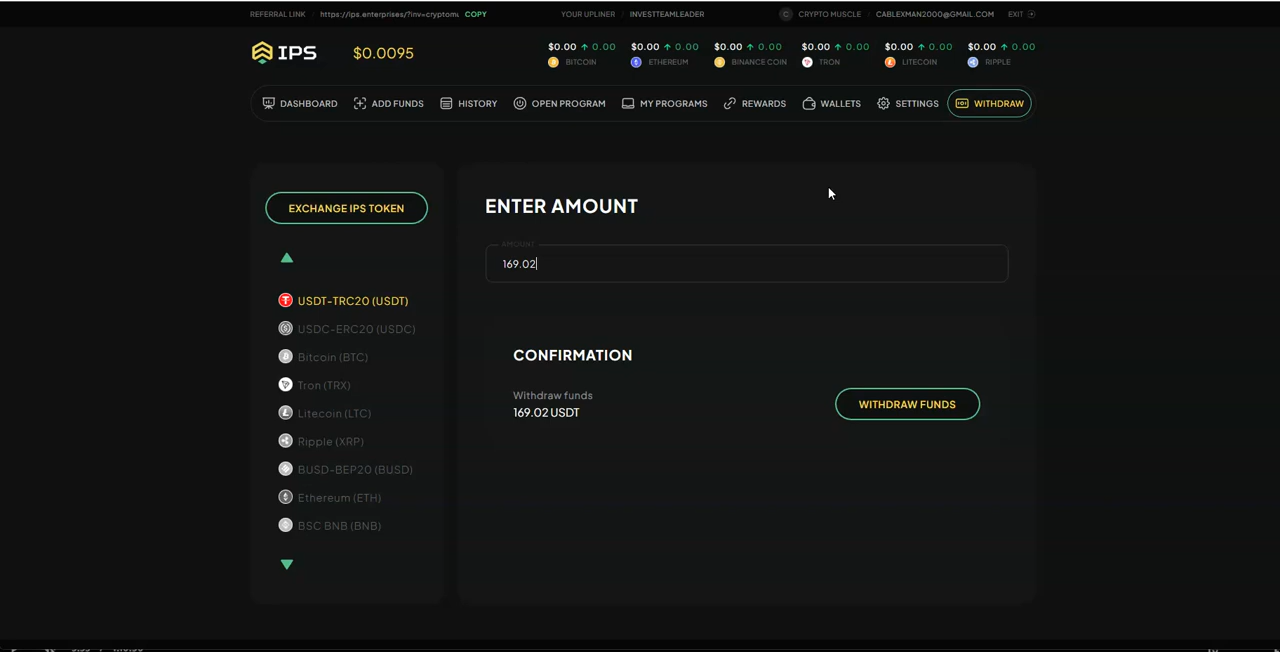 REFERRAL LINK https://ips.enterprises/?inv=cryptomu COPY YOUR UPLINER INVESTTEAMLEADER C CRYPTO MUSCLE CABLEXMAN2000@GMAIL.COM EXIT
IPS $0.0095
$0.00 0.00 $0.00 0.00 $0.00 0.00 $0.00 0.00 $0.00 0.00 $0.00 0.00
BITCOIN ETHEREUM BINANCE COIN TRON LITECOIN RIPPLE
DASHBOARD ADD FUNDS HISTORY OPEN PROGRAM MY PROGRAMS REWARDS WALLETS SETTINGS WITHDRAW
EXCHANGE IPS TOKEN
USDT-TRC20 (USDT)
USDC-ERC20 (USDC)
Bitcoin (BTC)
Tron (TRX)
Litecoin (LTC)
Ripple (XRP)
BUSD-BEP20 (BUSD)
Ethereum (ETH)
BSC BNB (BNB)
ENTER AMOUNT
AMOUNT
169.02
CONFIRMATION
Withdraw funds
169.02 USDT
WITHDRAW FUNDS